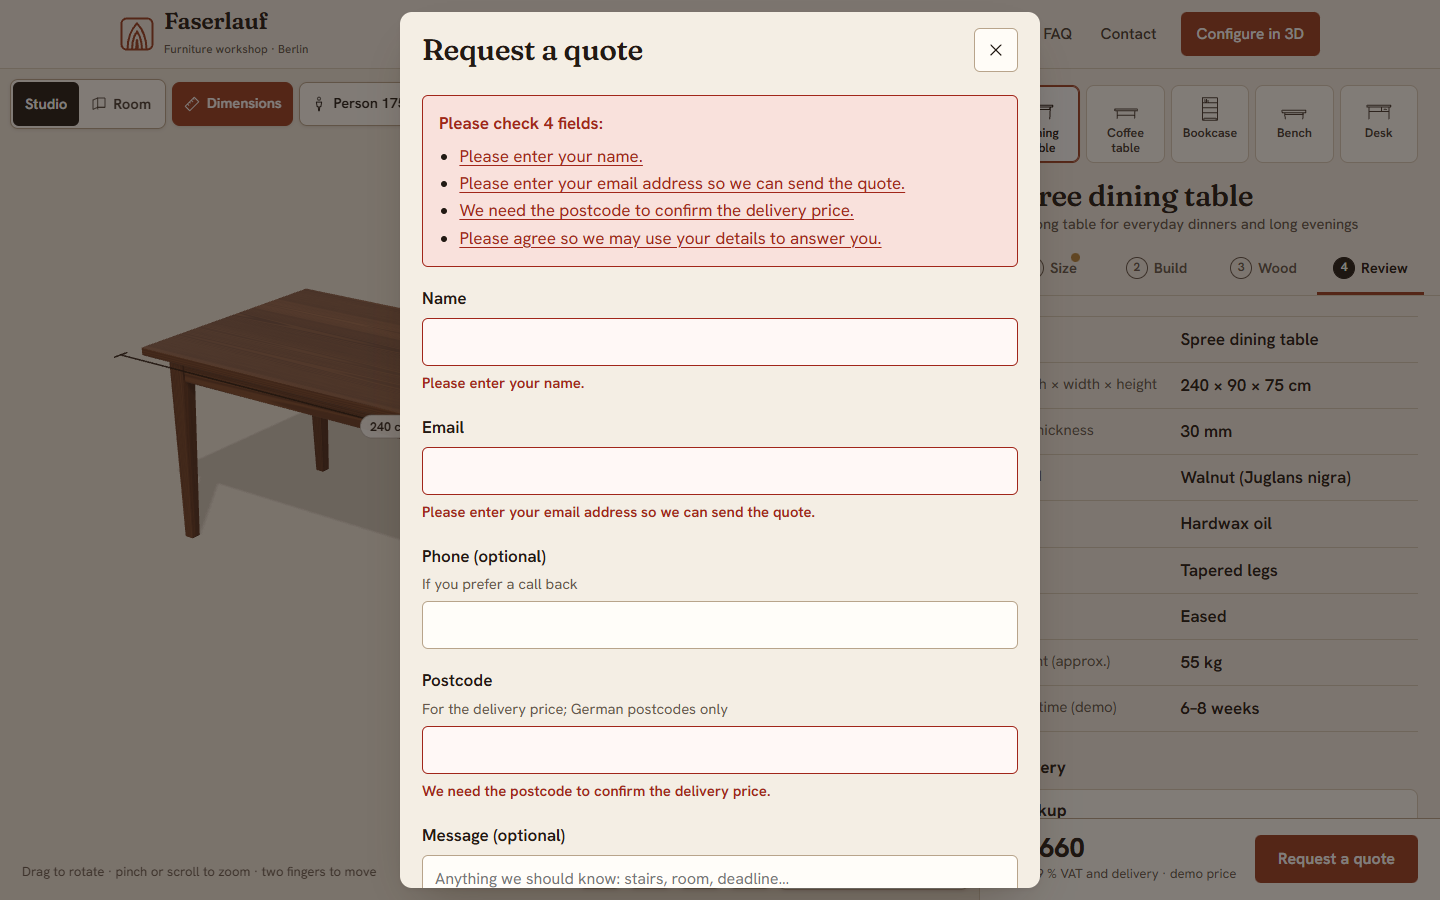 Faserlauf
Furniture workshop · Berlin
FAQ
Contact
Configure in 3D
Studio
Room
Dimensions
Person 175
240 c
Drag to rotate · pinch or scroll to zoom · two fingers to move
Request a quote
Please check 4 fields:
Please enter your name.
Please enter your email address so we can send the quote.
We need the postcode to confirm the delivery price.
Please agree so we may use your details to answer you.
Name
Please enter your name.
Email
Please enter your email address so we can send the quote.
Phone (optional)
If you prefer a call back
Postcode
For the delivery price; German postcodes only
We need the postcode to confirm the delivery price.
Message (optional)
Anything we should know: stairs, room, deadline…
Coffee
table
Bookcase
Bench
Desk
ree dining table
ong table for everyday dinners and long evenings
Size
2 Build
3 Wood
4 Review
Spree dining table
h × width × height
240 × 90 × 75 cm
hickness
30 mm
Walnut (Juglans nigra)
Hardwax oil
Tapered legs
Eased
ht (approx.)
55 kg
time (demo)
6–8 weeks
ery
kup
660
% VAT and delivery · demo price
Request a quote